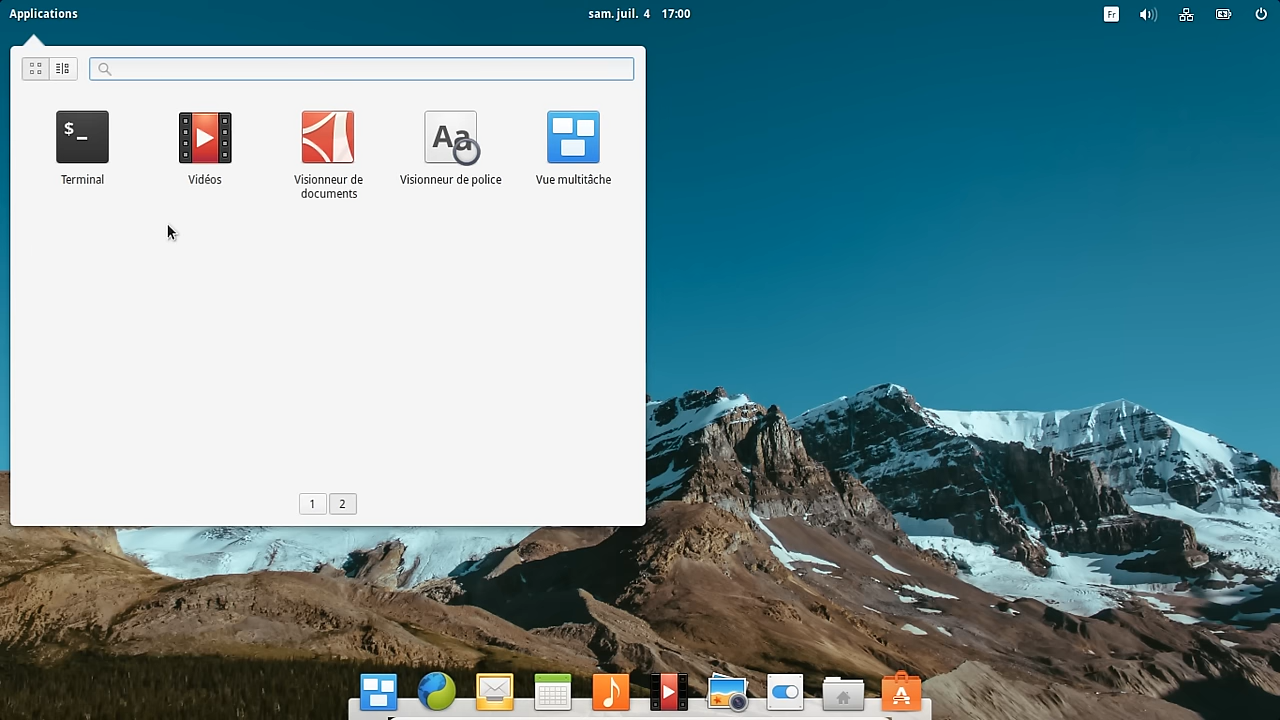 Applications
sam. juil. 4 17:00
Fr
$_
Aa
Terminal
Vidéos
Visionneur de
documents
Visionneur de police
Vue multitâche
1
2